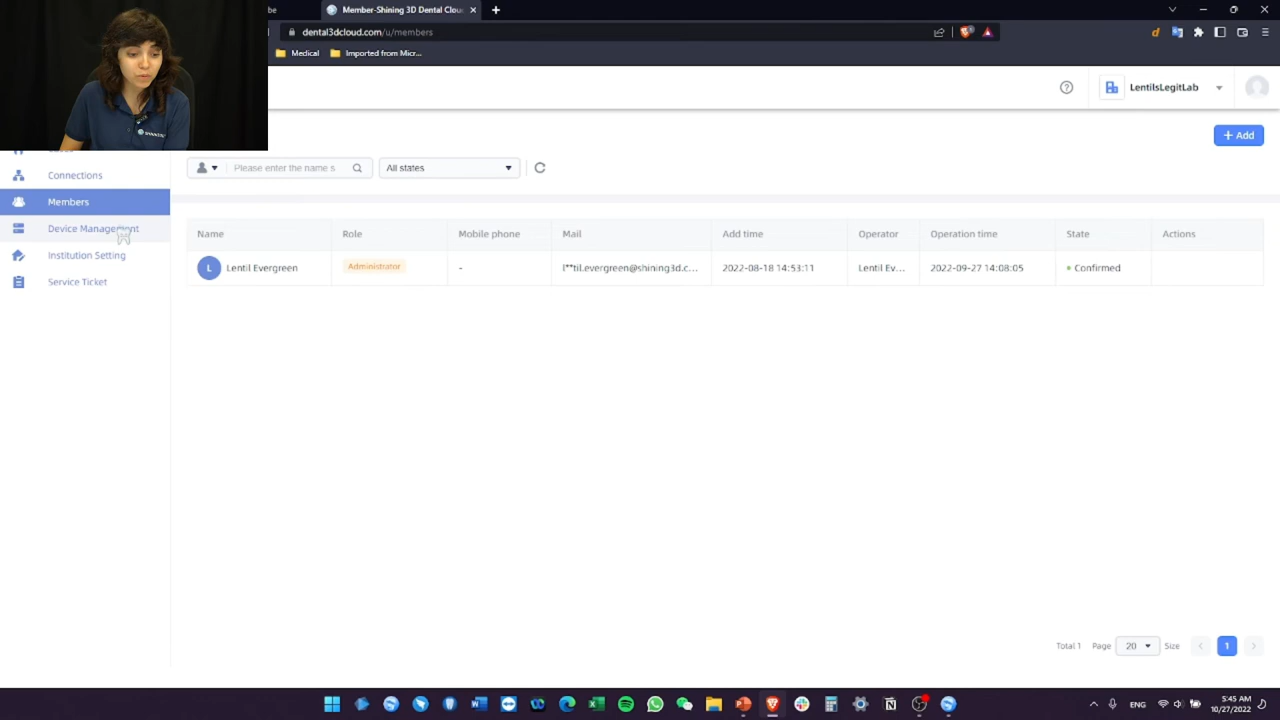 be
Member-Shining 3D Dental Clou
dental3dcloud.com/u/members
Medical
Imported from Micr...
LentilsLegitLab
+ Add
Please enter the name s
All states
Connections
Members
Device Management
Institution Setting
Service Ticket
Name Role Mobile phone Mail Add time Operator Operation time State Actions
L Lentil Evergreen Administrator - l**til.evergreen@shining3d.c... 2022-08-18 14:53:11 Lentil Ev... 2022-09-27 14:08:05 Confirmed
Total 1 Page 20 Size 1
ENG
5:45 AM
10/27/2022